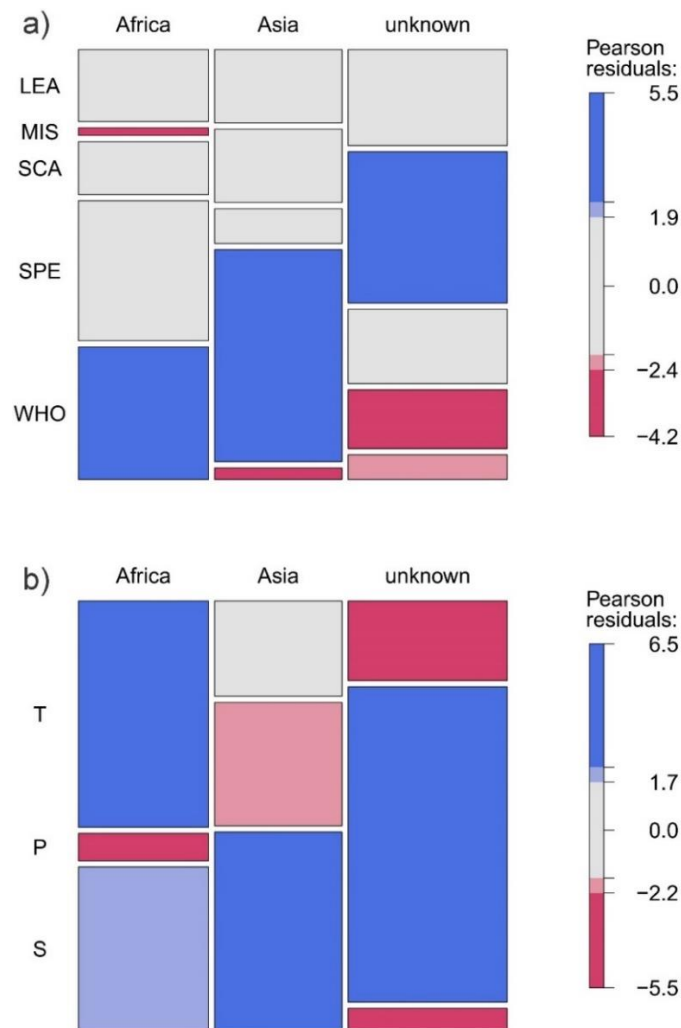 a)
Africa Asia unknown
LEA
MIS
SCA
SPE
WHO
Pearson
residuals:
5.5
1.9
0.0
−2.4
−4.2
b)
Africa Asia unknown
T
P
S
Pearson
residuals:
6.5
1.7
0.0
−2.2
−5.5